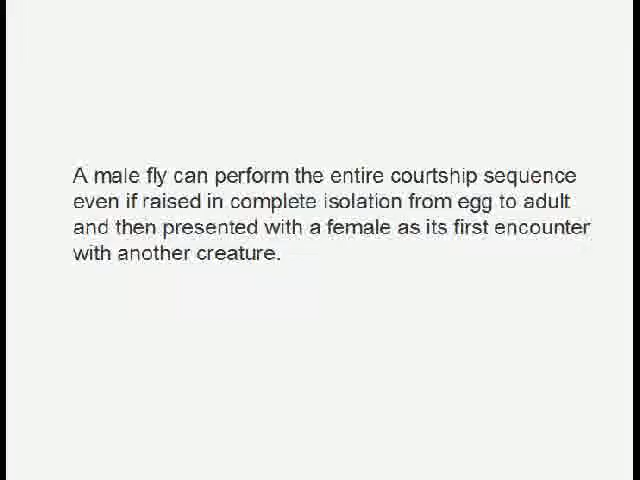 A male fly can perform the entire courtship sequence
even if raised in complete isolation from egg to adult
and then presented with a female as its first encounter
with another creature.